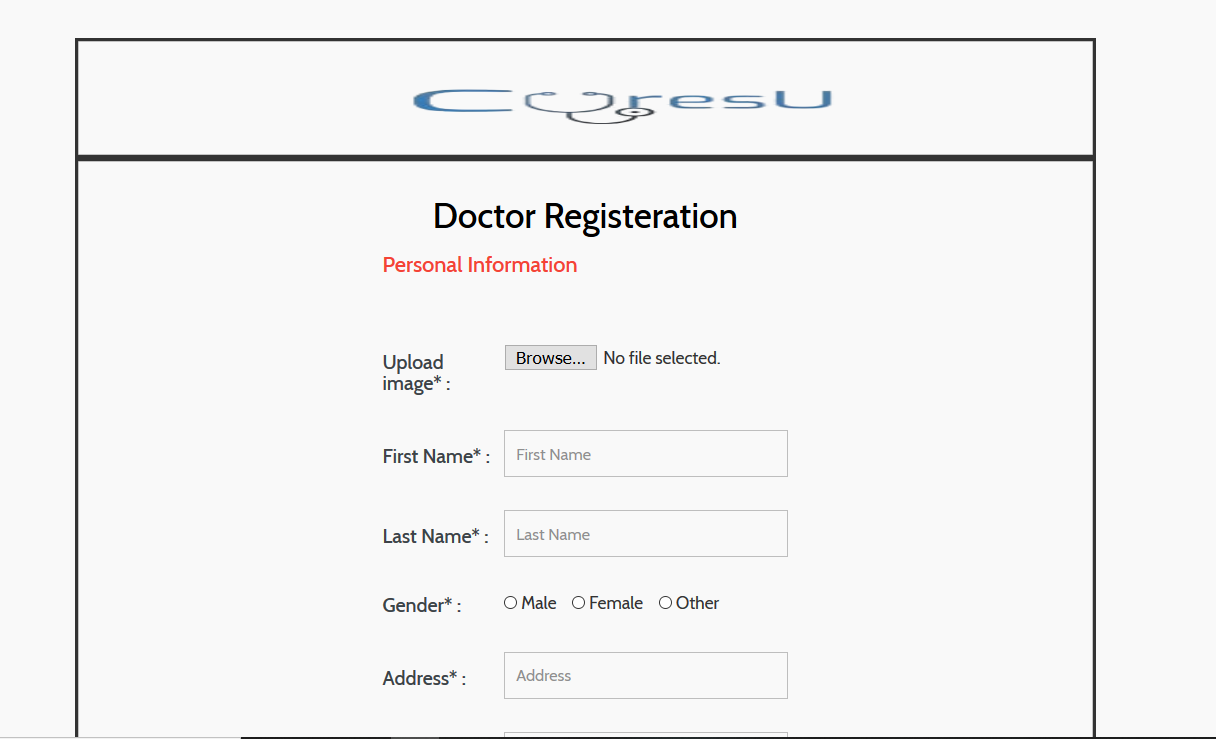 CuresU
Doctor Registeration
Personal Information
Upload
image* :
Browse... No file selected.
First Name* :
First Name
Last Name* :
Last Name
Gender* :
Male Female Other
Address* :
Address